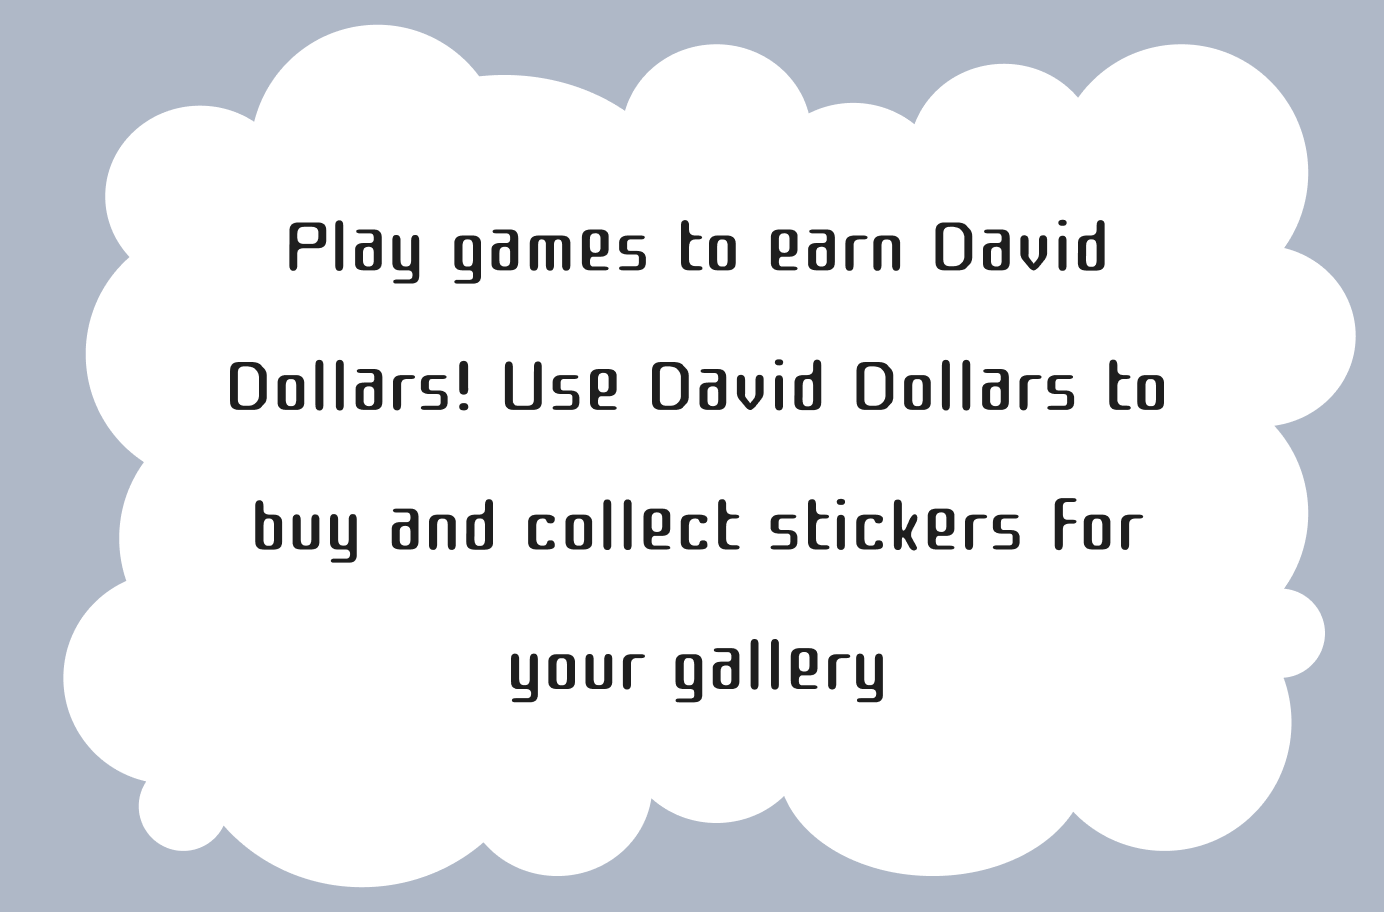 Play games to earn David
Dollars! Use David Dollars to
buy and collect stickers for
your gallery